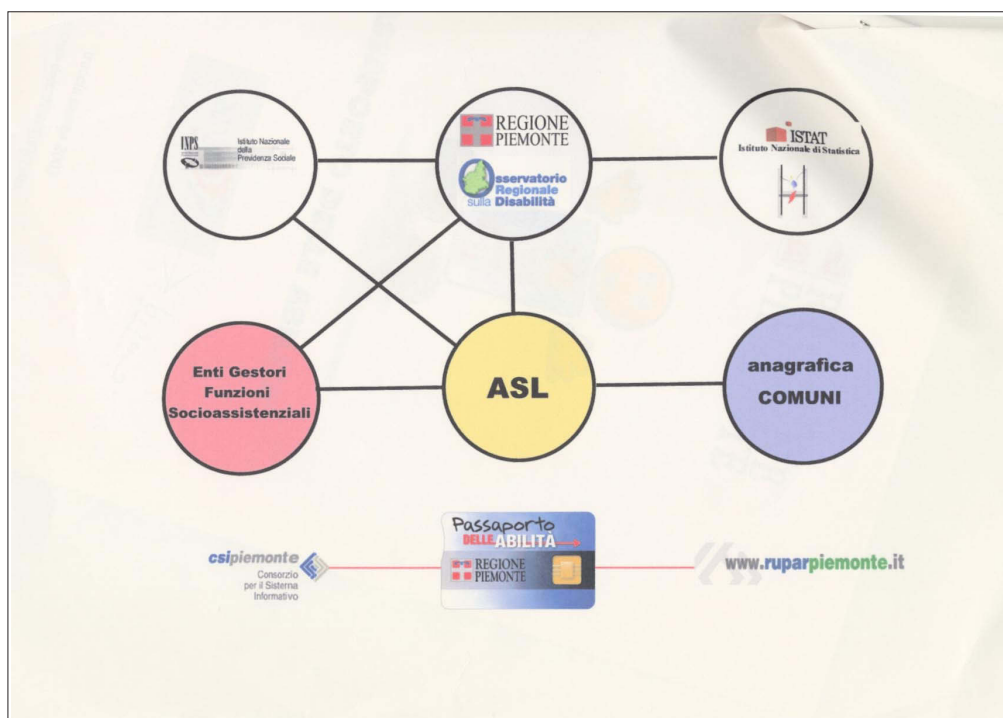 INPS
Istituto Nazionale
della
Previdenza Sociale
REGIONE
PIEMONTE
Osservatorio
Regionale
sulla Disabilità
ISTAT
Istituto Nazionale di Statistica
Enti Gestori
Funzioni
Socioassistenziali
ASL
anagrafica
COMUNI
csipiemonte
Consorzio
per il Sistema
Informativo
Passaporto
DELLE ABILITÀ
REGIONE
PIEMONTE
www.ruparpiemonte.it